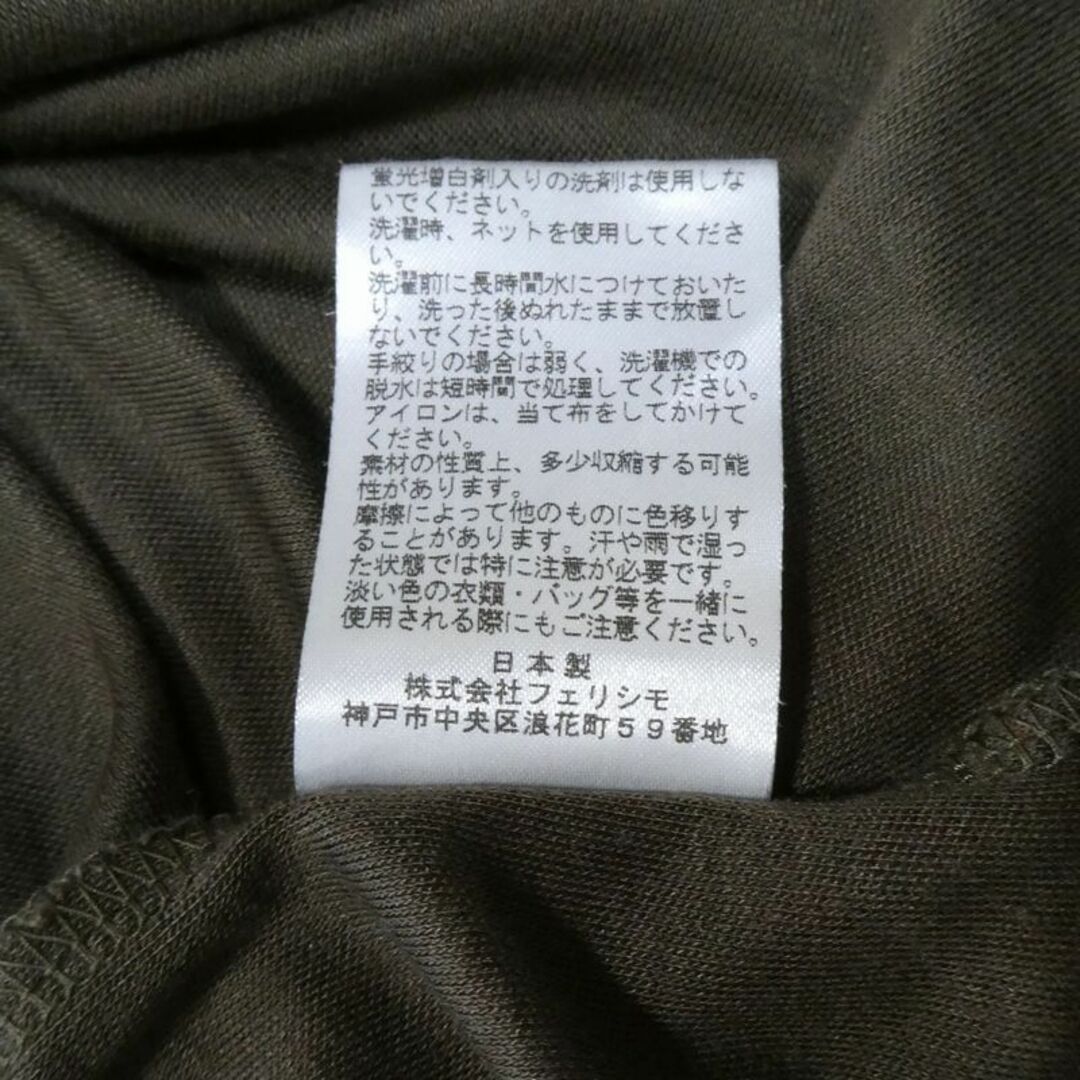 蛍光増白剤入りの洗剤は使用しな
いでください。
洗濯時、ネットを使用してくださ
い。
洗濯前に長時間水につけておいた
り、洗った後ぬれたままで放置し
ないでください。
手絞りの場合は弱く、洗濯機での
脱水は短時間で処理してください。
アイロンは、当て布をしてかけて
ください。
素材の性質上、多少収縮する可能
性があります。
摩擦によって他のものに色移りす
ることがあります。汗や雨で湿っ
た状態では特に注意が必要です。
淡い色の衣類・バッグ等を一緒に
使用される際にもご注意ください。
日本製
株式会社フェリシモ
神戸市中央区浪花町59番地